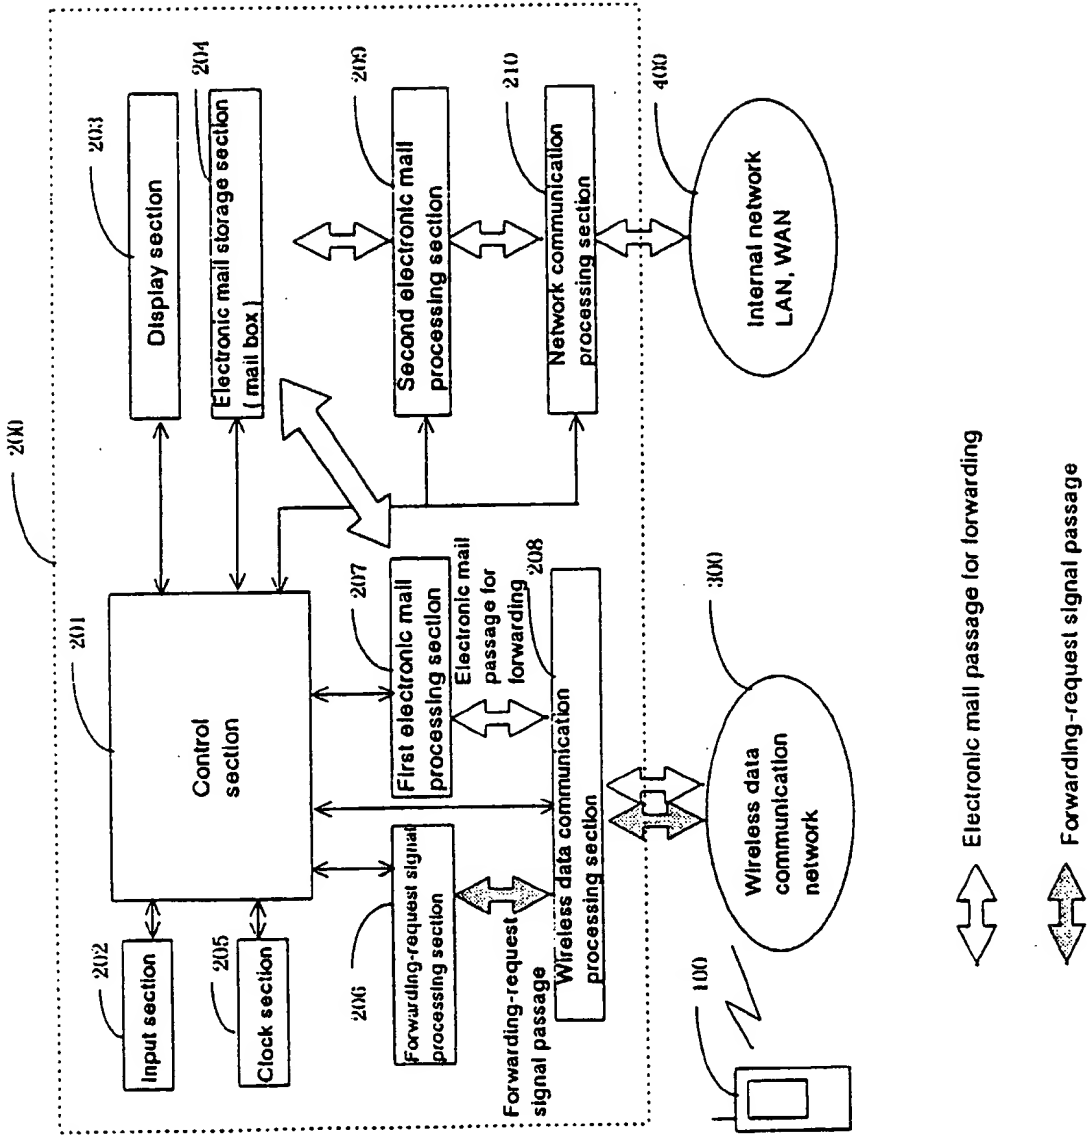 200
201
Control
section
202
Input section
205
Clock section
203
Display section
204
Electronic mail storage section
( mail box )
206
Forwarding-request signal
processing section
207
First electronic mail
processing section
Electronic mail
passage for
forwarding
208
Wireless data communication
processing section
Forwarding-request
signal passage
209
Second electronic mail
processing section
210
Network communication
processing section
100
300
Wireless data
communication
network
400
Internal network
LAN, WAN
Electronic mail passage for forwarding
Forwarding-request signal passage